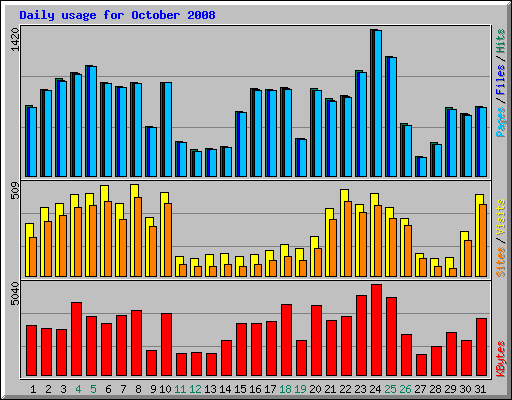 Daily usage for October 2008
1420
Pages / Files / Hits
509
Sites / Visits
5040
KBytes
1 2 3 4 5 6 7 8 9 10 11 12 13 14 15 16 17 18 19 20 21 22 23 24 25 26 27 28 29 30 31